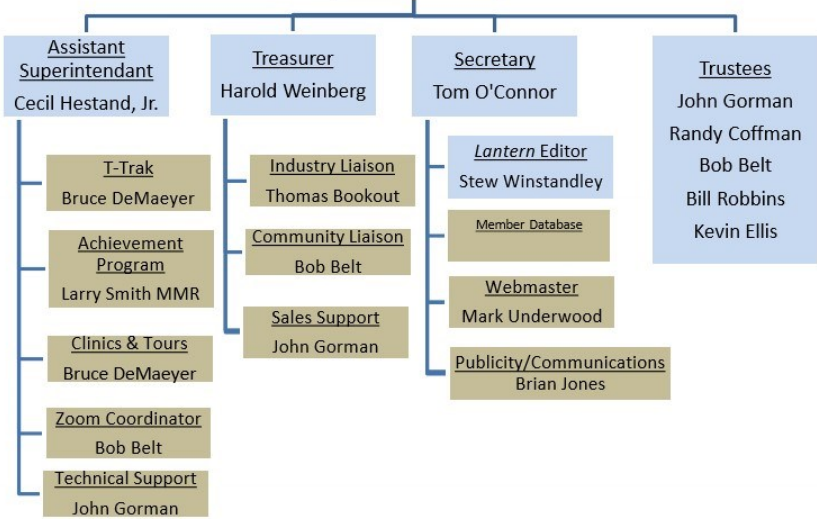 Assistant
Superintendant
Cecil Hestand, Jr.
T-Trak
Bruce DeMaeyer
Achievement
Program
Larry Smith MMR
Clinics & Tours
Bruce DeMaeyer
Zoom Coordinator
Bob Belt
Technical Support
John Gorman
Treasurer
Harold Weinberg
Industry Liaison
Thomas Bookout
Community Liaison
Bob Belt
Sales Support
John Gorman
Secretary
Tom O'Connor
Lantern Editor
Stew Winstandley
Member Database
Webmaster
Mark Underwood
Publicity/Communications
Brian Jones
Trustees
John Gorman
Randy Coffman
Bob Belt
Bill Robbins
Kevin Ellis